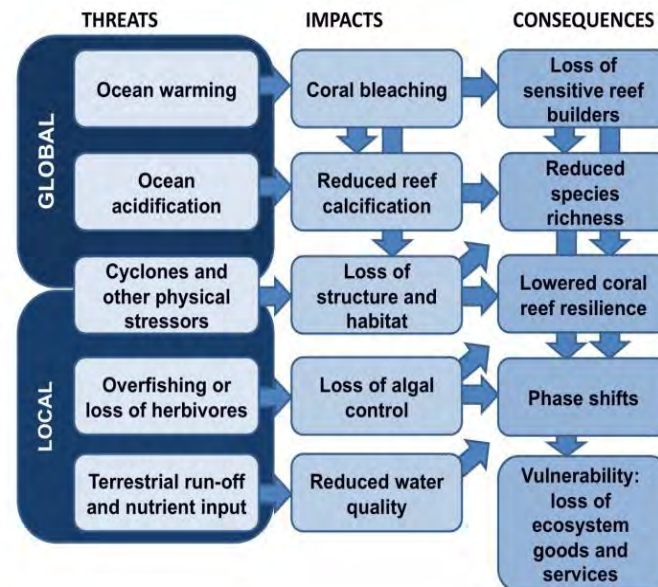 THREATS
IMPACTS
CONSEQUENCES
GLOBAL
Ocean warming
Coral bleaching
Loss of
sensitive reef
builders
Ocean
acidification
Reduced reef
calcification
Reduced
species
richness
Cyclones and
other physical
stressors
Loss of
structure and
habitat
Lowered coral
reef resilience
LOCAL
Overfishing or
loss of herbivores
Loss of algal
control
Phase shifts
Terrestrial run-off
and nutrient input
Reduced water
quality
Vulnerability:
loss of
ecosystem
goods and
services